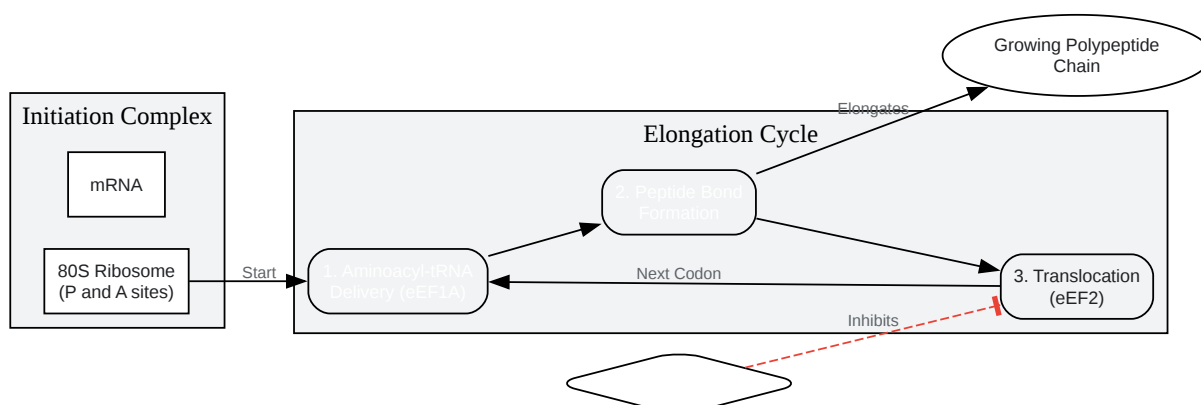 Growing Polypeptide
Chain
Initiation Complex
Elongates
Elongation Cycle
mRNA
2. Peptide Bond
Formation
80S Ribosome
(P and A sites)
Start
1. Aminoacyl-tRNA
Delivery (eEF1A)
Next Codon
3. Translocation
(eEF2)
Inhibits